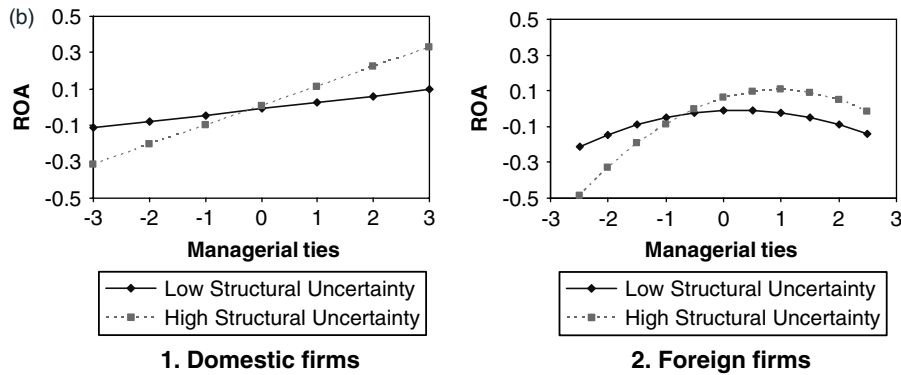 (b)
0.5
0.3
0.1
-0.1
-0.3
-0.5
ROA
-3 -2 -1 0 1 2 3
Managerial ties
Low Structural Uncertainty
High Structural Uncertainty
1. Domestic firms
0.5
0.3
0.1
-0.1
-0.3
-0.5
ROA
-3 -2 -1 0 1 2 3
Managerial ties
Low Structural Uncertainty
High Structural Uncertainty
2. Foreign firms